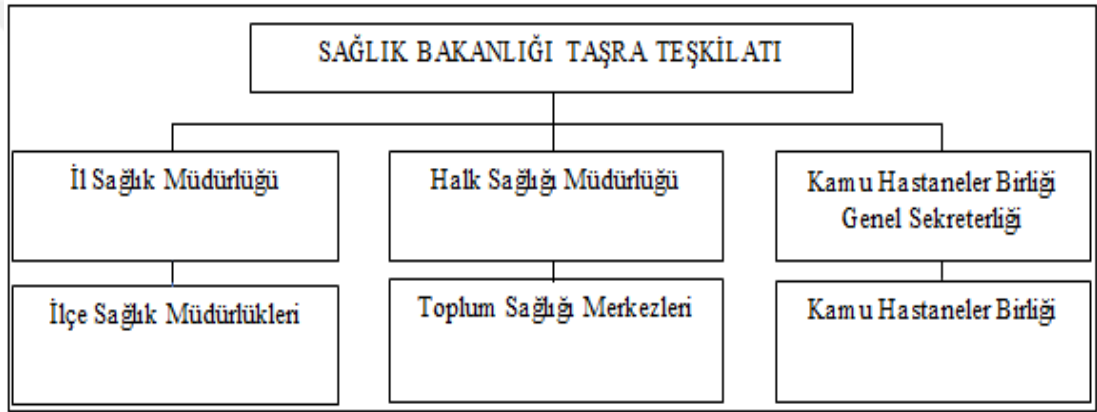 SAĞLIK BAKANLIĞI TAŞRA TEŞKİLATI
İl Sağlık Müdürlüğü
Halk Sağlığı Müdürlüğü
Kamu Hastaneler Birliği
Genel Sekreterliği
İlçe Sağlık Müdürlükleri
Toplum Sağlığı Merkezleri
Kamu Hastaneler Birliği